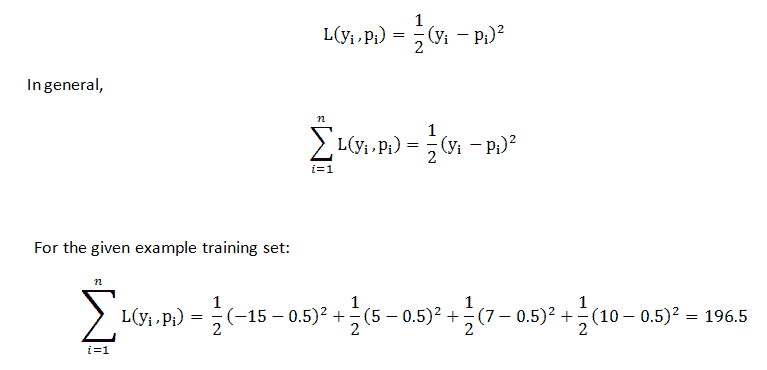 L(yᵢ , pᵢ) = 1/2 (yᵢ − pᵢ)²
In general,
∑ⁿᵢ₌₁ L(yᵢ , pᵢ) = 1/2 (yᵢ − pᵢ)²
For the given example training set:
∑ⁿᵢ₌₁ L(yᵢ , pᵢ) = 1/2 (−15 − 0.5)² + 1/2 (5 − 0.5)² + 1/2 (7 − 0.5)² + 1/2 (10 − 0.5)² = 196.5